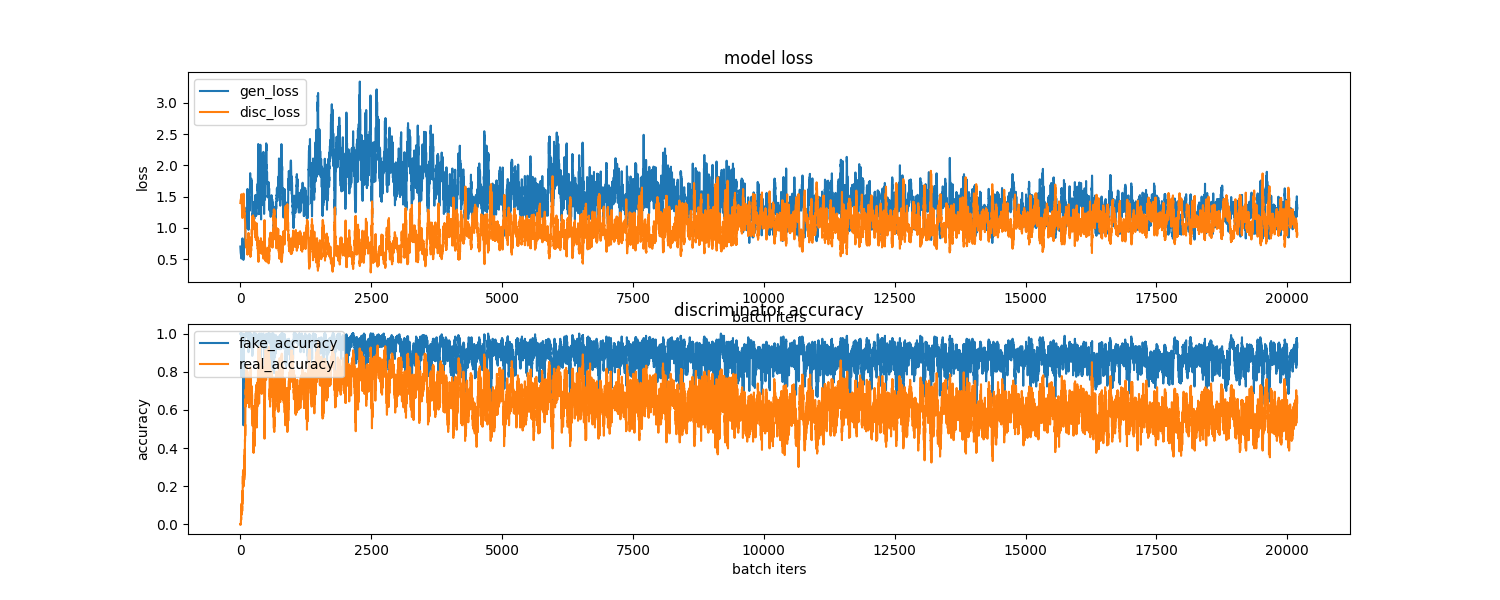 model loss
gen_loss
disc_loss
3.0
2.5
2.0
1.5
1.0
0.5
loss
0 2500 5000 7500 10000 12500 15000 17500 20000
batch iters
discriminator accuracy
fake_accuracy
real_accuracy
1.0
0.8
0.6
0.4
0.2
0.0
accuracy
0 2500 5000 7500 10000 12500 15000 17500 20000
batch iters